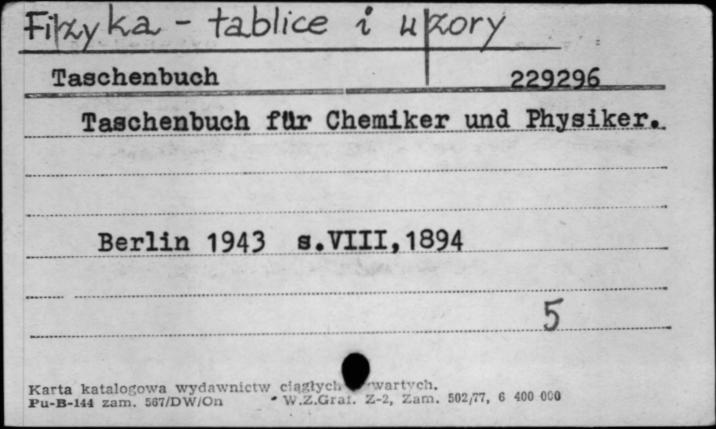 Fizyka - tablice i wzory
Taschenbuch 229296
Taschenbuch für Chemiker und Physiker.
Berlin 1943 s.VIII,1894
5
Karta katalogowa wydawnictw ciągłych zwartych.
Pu-B-144 zam. 567/DW/On W.Z.Graf. Z-2, Zam. 502/77, 6 400 000